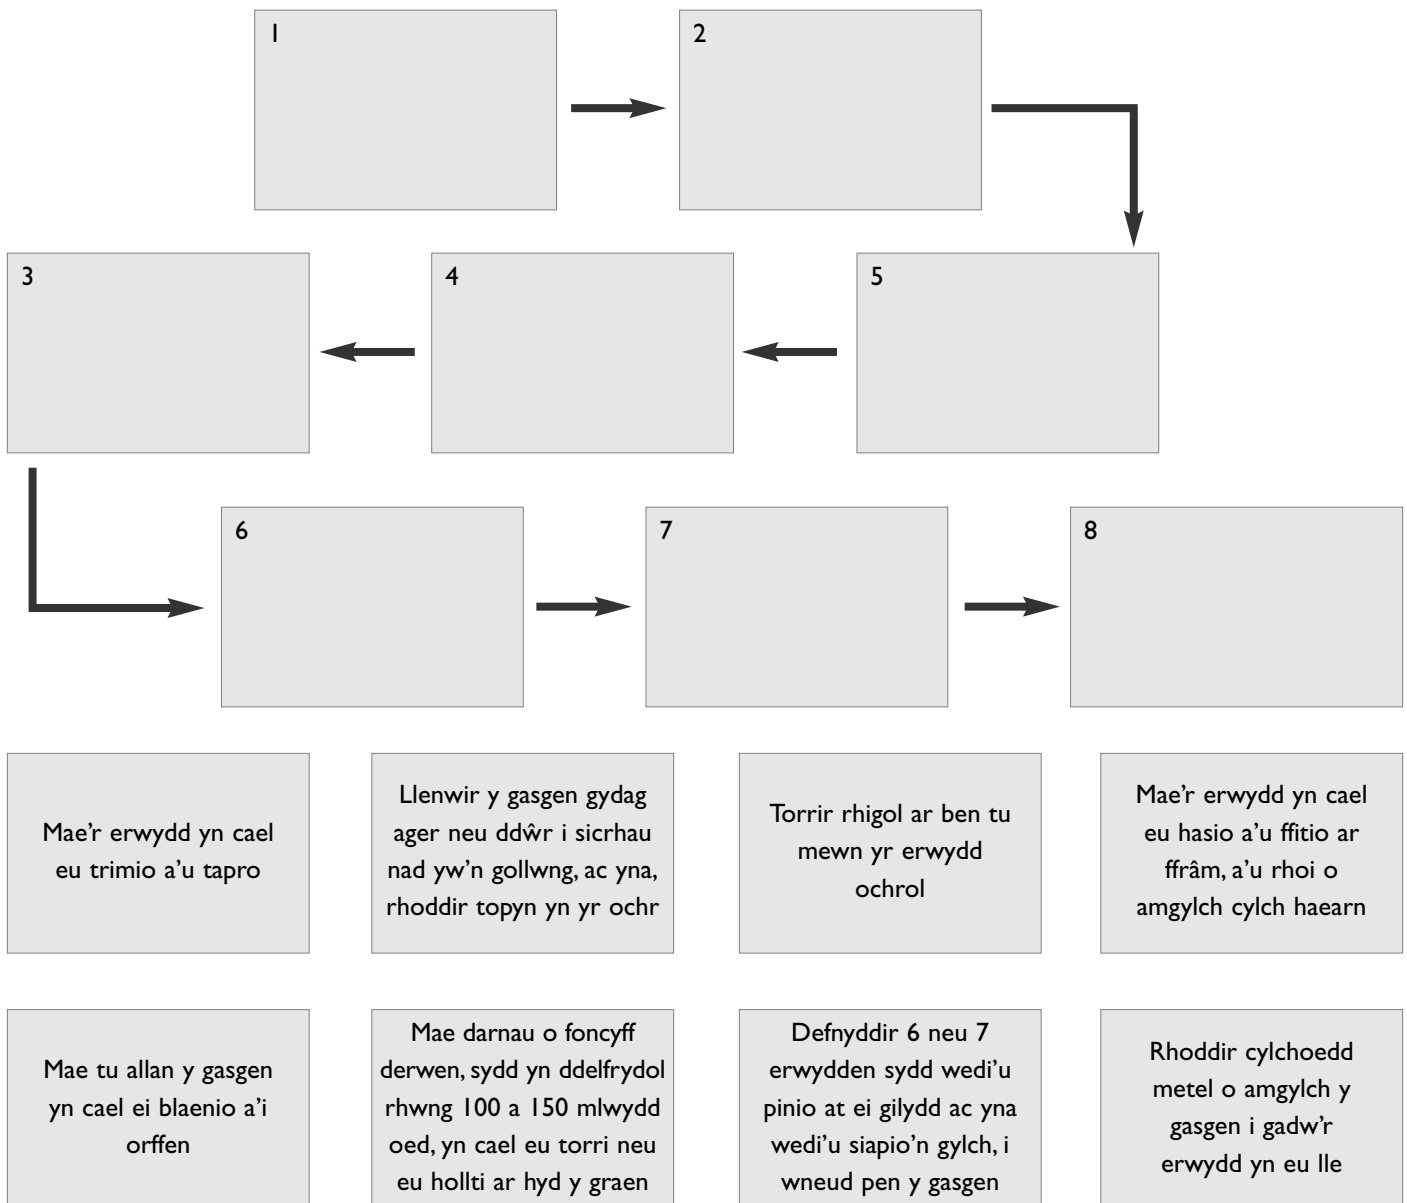 1
2
3
4
5
6
7
8
Mae'r erwydd yn cael
eu trimio a'u tapro
Llenwir y gasgen gydag
ager neu ddŵr i sicrhau
nad yw'n gollwng, ac yna,
rhoddir topyn yn yr ochr
Torrir rhigol ar ben tu
mewn yr erwydd
ochrol
Mae'r erwydd yn cael
eu hasio a'u ffitio ar
ffrâm, a'u rhoi o
amgylch cylch haearn
Mae tu allan y gasgen
yn cael ei blaenio a'i
orffen
Mae darnau o foncyff
derwen, sydd yn ddelfrydol
rhwng 100 a 150 mlwydd
oed, yn cael eu torri neu
eu hollti ar hyd y graen
Defnyddir 6 neu 7
erwydden sydd wedi'u
pinio at ei gilydd ac yna
wedi'u siapio'n gylch, i
wneud pen y gasgen
Rhoddir cylchoedd
metel o amgylch y
gasgen i gadw'r
erwydd yn eu lle